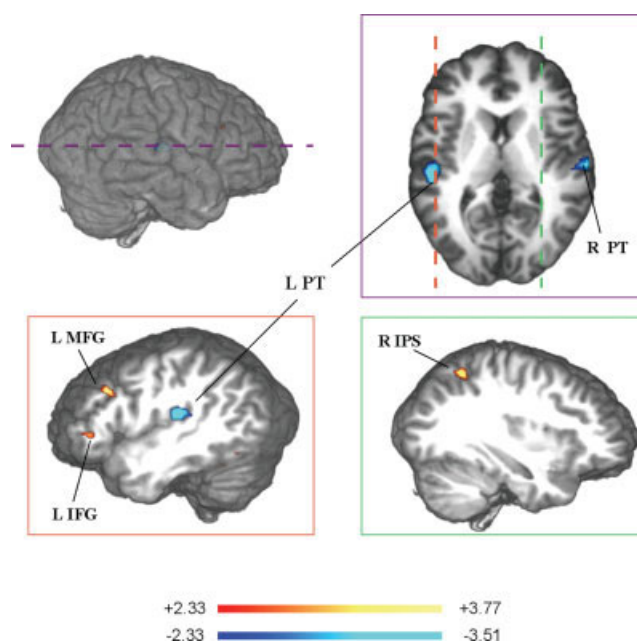 R PT
L PT
L MFG
L IFG
R IPS
+2.33 +3.77
-2.33 -3.51